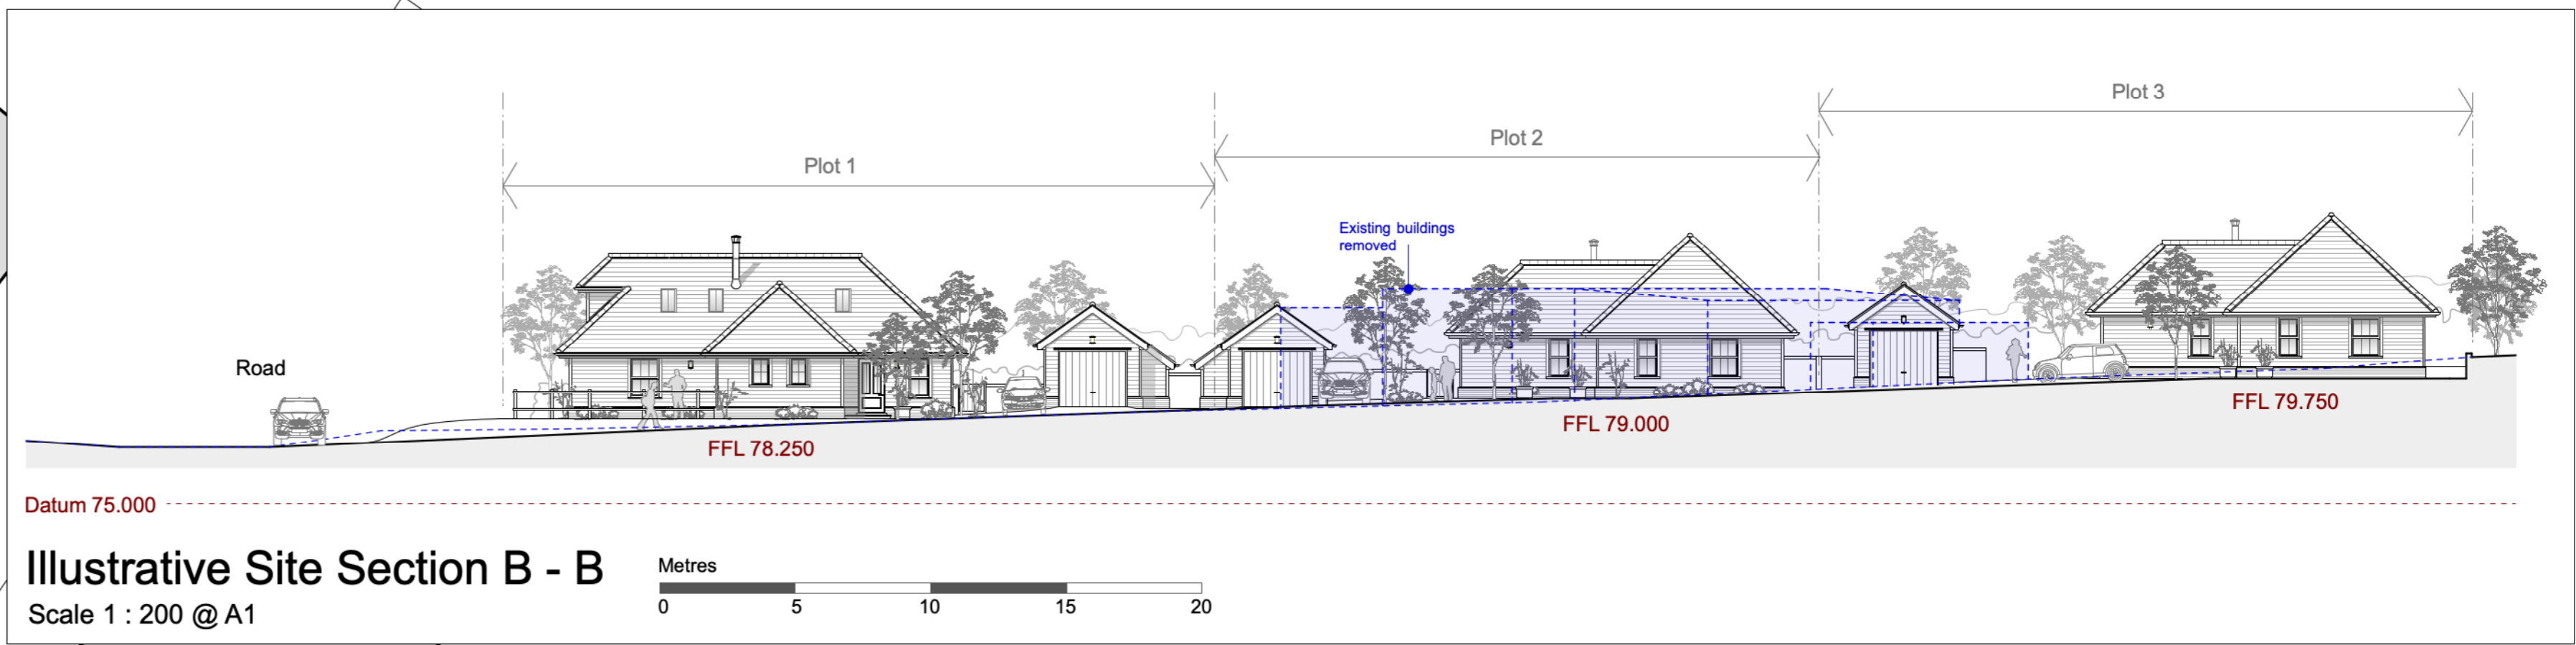 Plot 3
Plot 2
Plot 1
Existing buildings
removed
Road
FFL 78.250
FFL 79.000
FFL 79.750
Datum 75.000
Illustrative Site Section B - B
Scale 1 : 200 @ A1
Metres
0 5 10 15 20